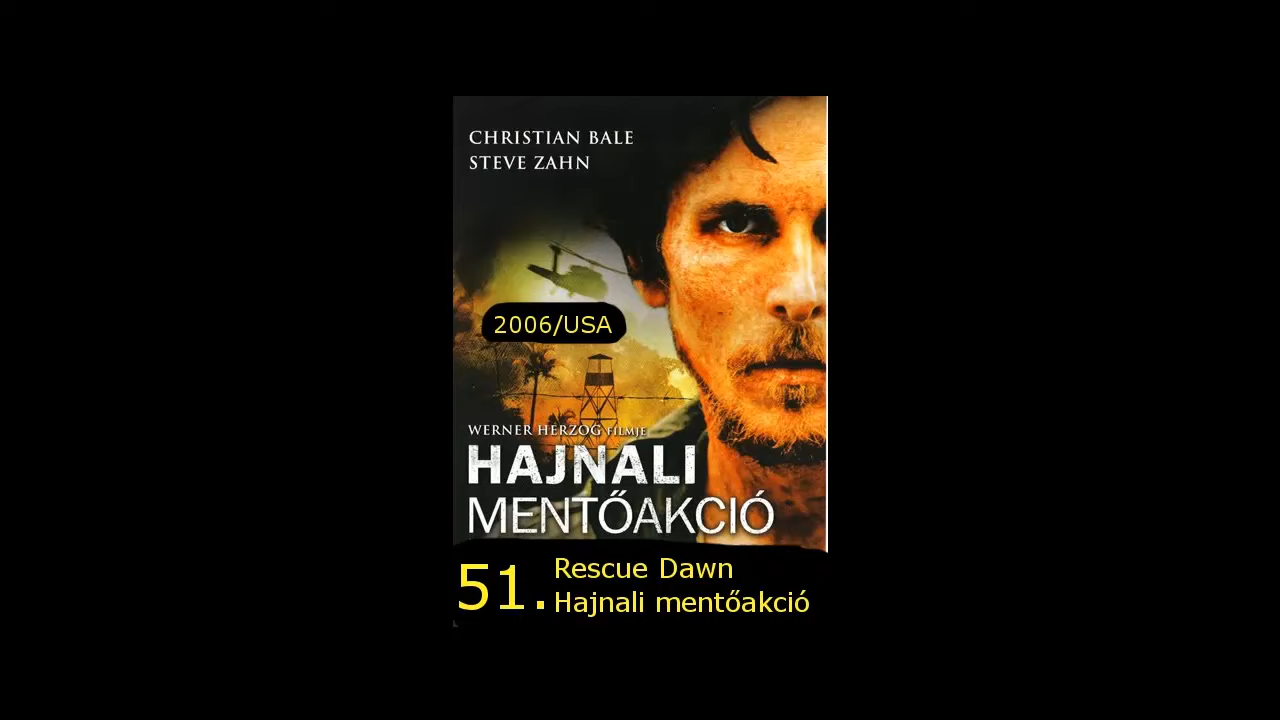 CHRISTIAN BALE
STEVE ZAHN
2006/USA
WERNER HERZOG FILMJE
HAJNALI
MENTŐAKCIÓ
51.
Rescue Dawn
Hajnali mentőakció